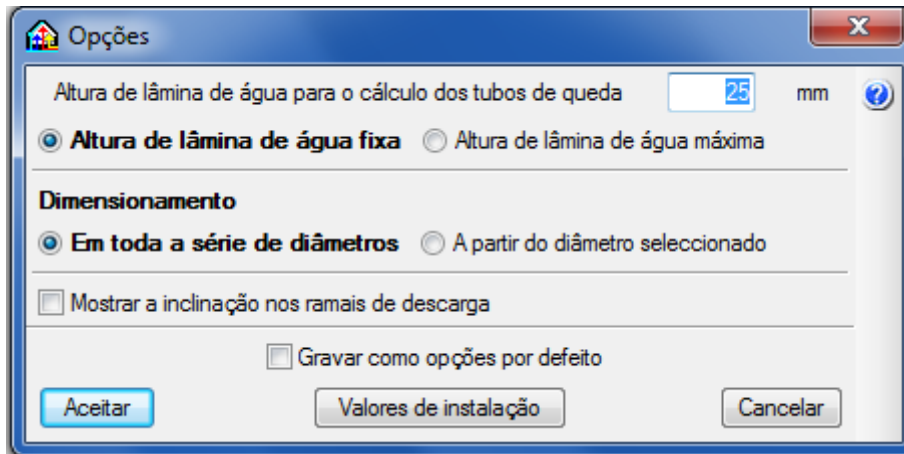 Opções
Altura de lâmina de água para o cálculo dos tubos de queda 25 mm
Altura de lâmina de água fixa Altura de lâmina de água máxima
Dimensionamento
Em toda a série de diâmetros A partir do diâmetro seleccionado
Mostrar a inclinação nos ramais de descarga
Gravar como opções por defeito
Aceitar Valores de instalação Cancelar